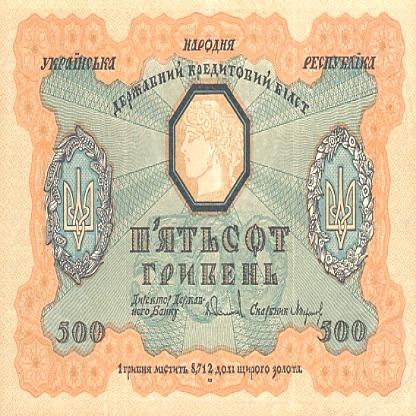 НАРОДНЯ
УКРАЇНСЬКА РЕСПУБЛІКА
ДЕРЖАВНИЙ КРЕДИТОВИЙ БІЛЕТ
П'ЯТЬСОТ
ГРИВЕНЬ
Директор Держав-
ного Банку Скарбник
500 500
1 гривня містить 8,712 долі щирого золота.